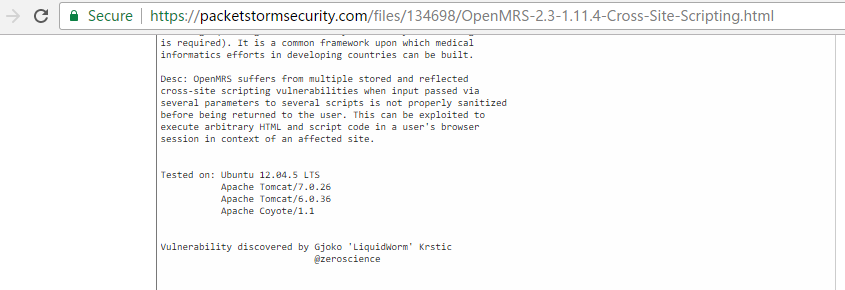 Secure https://packetstormsecurity.com/files/134698/OpenMRS-2.3-1.11.4-Cross-Site-Scripting.html
is required). It is a common framework upon which medical
informatics efforts in developing countries can be built.
Desc: OpenMRS suffers from multiple stored and reflected
cross-site scripting vulnerabilities when input passed via
several parameters to several scripts is not properly sanitized
before being returned to the user. This can be exploited to
execute arbitrary HTML and script code in a user's browser
session in context of an affected site.
Tested on: Ubuntu 12.04.5 LTS
Apache Tomcat/7.0.26
Apache Tomcat/6.0.36
Apache Coyote/1.1
Vulnerability discovered by Gjoko 'LiquidWorm' Krstic
@zeroscience